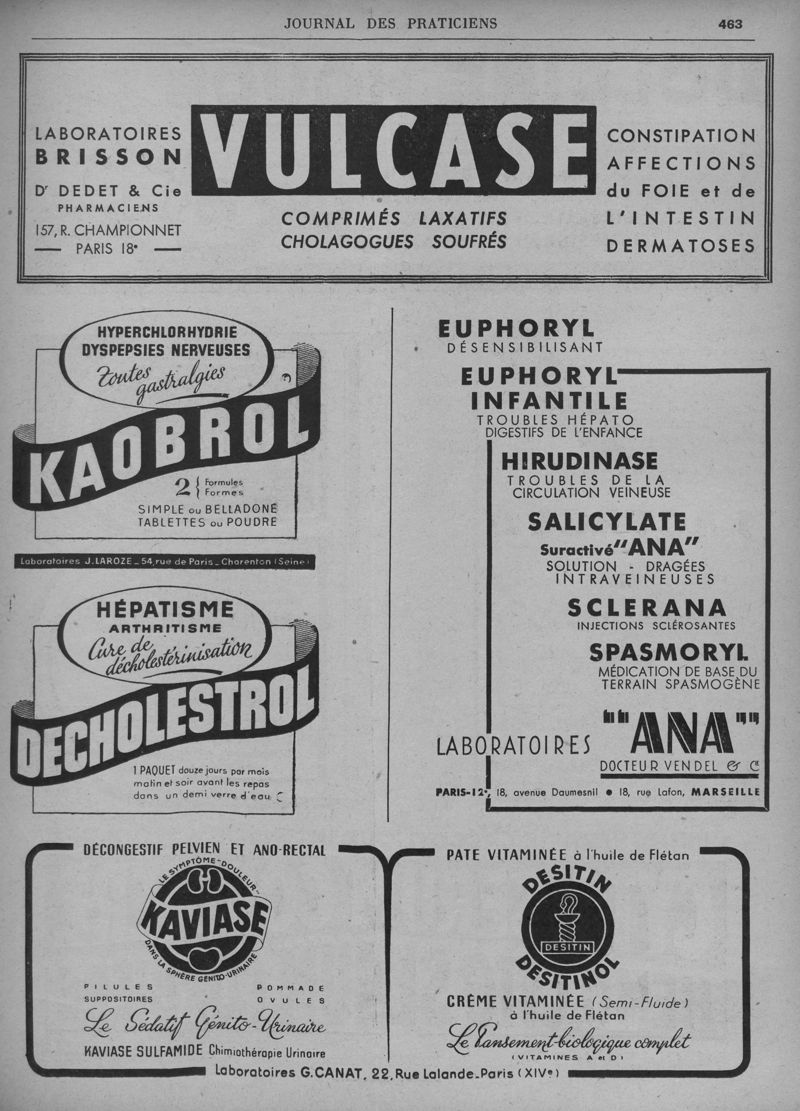 JOURNAL DES PRATICIENS
463
LABORATOIRES
BRISSON
Dr DEDET & Cie
PHARMACIENS
157, R. CHAMPIONNET
PARIS 18e
VULCASE
COMPRIMÉS LAXATIFS
CHOLAGOGUES SOUFRÉS
CONSTIPATION
AFFECTIONS
du FOIE et de
L'INTESTIN
DERMATOSES
HYPERCHLORHYDRIE
DYSPEPSIES NERVEUSES
Toutes
gastralgies
KAOBROL
2 { Formules
Formes
SIMPLE ou BELLADONÉ
TABLETTES ou POUDRE
Laboratoires J. LAROZE _ 54, rue de Paris _ Charenton (Seine)
HÉPATISME
ARTHRITISME
Cure de
décholestérinisation
DECHOLESTROL
1 PAQUET douze jours par mois
matin et soir avant les repas
dans un demi verre d'eau
EUPHORYL
DÉSENSIBILISANT
EUPHORYL
INFANTILE
TROUBLES HÉPATO
DIGESTIFS DE L'ENFANCE
HIRUDINASE
TROUBLES DE LA
CIRCULATION VEINEUSE
SALICYLATE
Suractivé "ANA"
SOLUTION - DRAGÉES
INTRAVEINEUSES
SCLERANA
INJECTIONS SCLÉROSANTES
SPASMORYL
MÉDICATION DE BASE DU
TERRAIN SPASMOGÈNE
LABORATOIRES "ANA"
DOCTEUR VENDEL & Cie
PARIS-12e, 18, avenue Daumesnil ● 18, rue Lafon, MARSEILLE
DÉCONGESTIF PELVIEN ET ANO-RECTAL
LE SYMPTÔME-DOULEUR-
KAVIASE
DANS LA SPHÈRE GÉNITO-URINAIRE
PILULES POMMADE
SUPPOSITOIRES OVULES
Le Sédatif Génito-Urinaire
KAVIASE SULFAMIDE Chimiothérapie Urinaire
PATE VITAMINÉE à l'huile de Flétan
DESITIN
DESITIN
DESITINOL
CRÈME VITAMINÉE (Semi-Fluide)
à l'huile de Flétan
Le Pansement-biologique complet
(VITAMINES A et D)
Laboratoires G. CANAT, 22, Rue Lalande-Paris (XIVe)